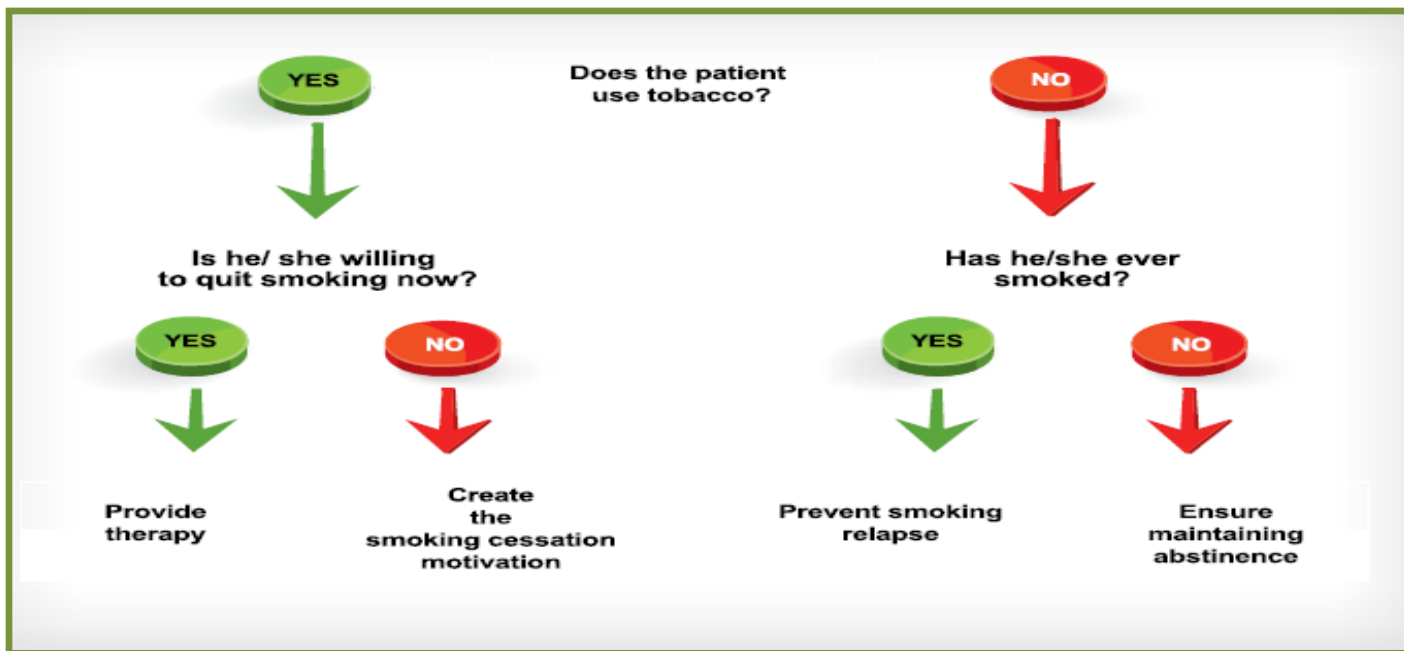 YES
Does the patient
use tobacco?
NO
Is he/ she willing
to quit smoking now?
Has he/she ever
smoked?
YES
NO
YES
NO
Provide
therapy
Create
the
smoking cessation
motivation
Prevent smoking
relapse
Ensure
maintaining
abstinence